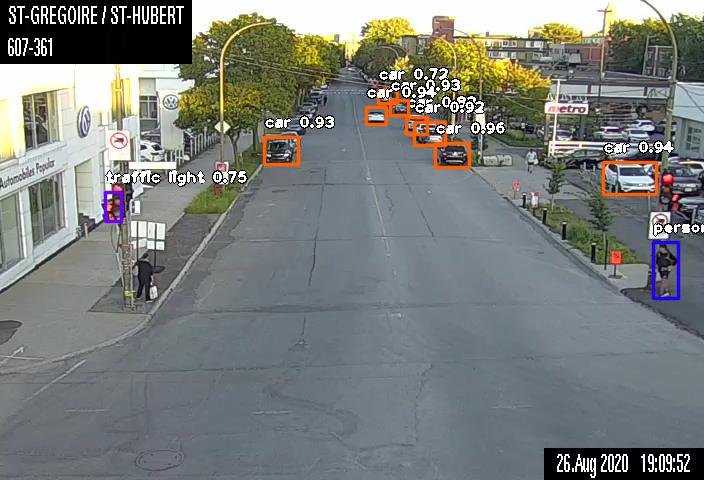 ST-GREGOIRE / ST-HUBERT
607-361
car 0.72
car 0.93
car 0.92
car 0.93
car 0.96
car 0.94
traffic light 0.75
Automobiles Popular
metro
person
26.Aug 2020 19:09:52